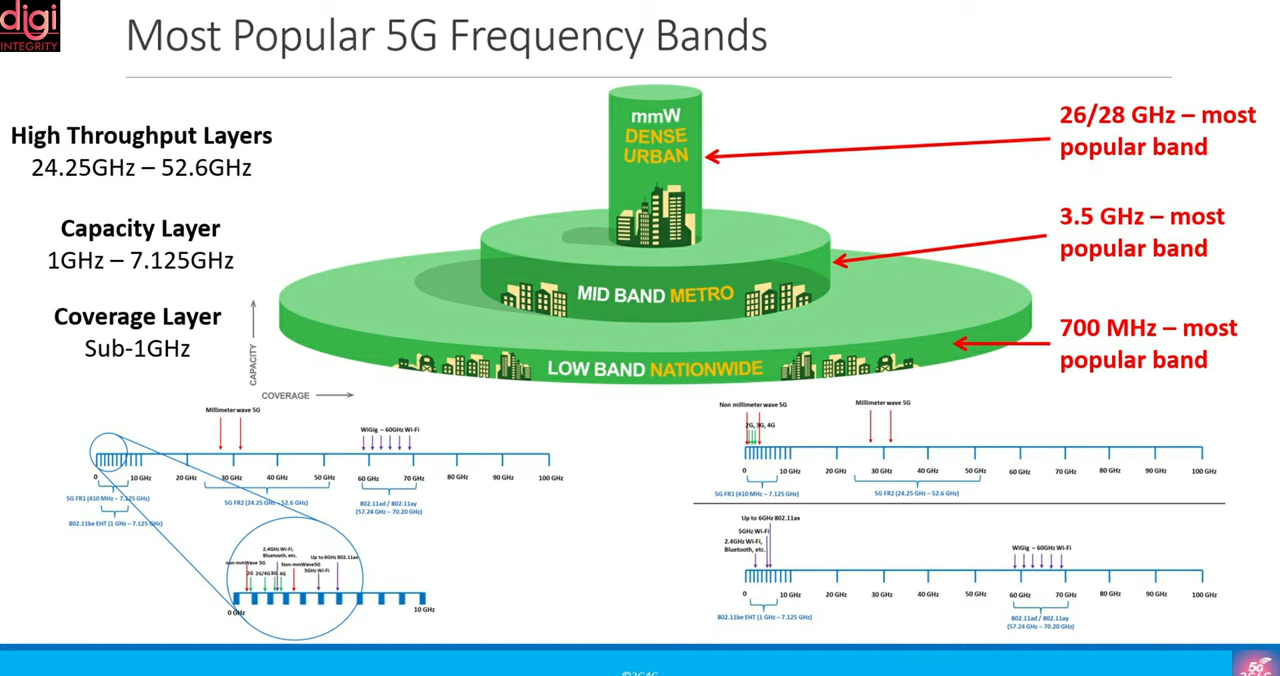 digi
INTEGRITY
Most Popular 5G Frequency Bands
High Throughput Layers
24.25GHz – 52.6GHz
Capacity Layer
1GHz – 7.125GHz
Coverage Layer
Sub-1GHz
mmW
DENSE
URBAN
MID BAND METRO
LOW BAND NATIONWIDE
CAPACITY
COVERAGE
26/28 GHz – most
popular band
3.5 GHz – most
popular band
700 MHz – most
popular band
Millimeter wave 5G
WiGig – 60GHz Wi-Fi
0 10 GHz 20 GHz 30 GHz 40 GHz 50 GHz 60 GHz 70 GHz 80 GHz 90 GHz 100 GHz
5G FR1 (410 MHz – 7.125 GHz)
5G FR2 (24.25 GHz – 52.6 GHz)
802.11ad / 802.11ay
(57.24 GHz – 70.20 GHz)
802.11be EHT (1 GHz – 7.125 GHz)
2.4GHz Wi-Fi,
Bluetooth, etc.
Up to 6GHz 802.11ax
non-mmWave 5G
Non-mmWave5G
5GHz Wi-Fi
2G 2G/4G 3G 4G
0 GHz 10 GHz
Non millimeter wave 5G
Millimeter wave 5G
2G, 3G, 4G
0 10 GHz 20 GHz 30 GHz 40 GHz 50 GHz 60 GHz 70 GHz 80 GHz 90 GHz 100 GHz
5G FR1 (410 MHz – 7.125 GHz)
5G FR2 (24.25 GHz – 52.6 GHz)
Up to 6GHz 802.11ax
5GHz Wi-Fi
2.4GHz Wi-Fi,
Bluetooth, etc.
WiGig – 60GHz Wi-Fi
0 10 GHz 20 GHz 30 GHz 40 GHz 50 GHz 60 GHz 70 GHz 80 GHz 90 GHz 100 GHz
802.11be EHT (1 GHz – 7.125 GHz)
802.11ad / 802.11ay
(57.24 GHz – 70.20 GHz)
©3G4G
5G